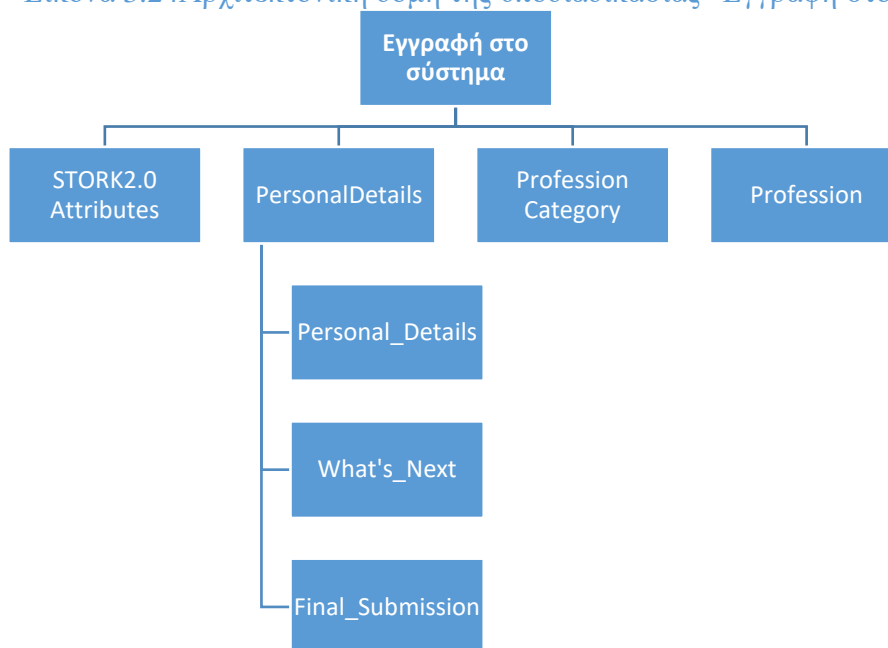 Εγγραφή στο
σύστημα
STORK2.0
Attributes
PersonalDetails
Profession
Category
Profession
Personal_Details
What's_Next
Final_Submission